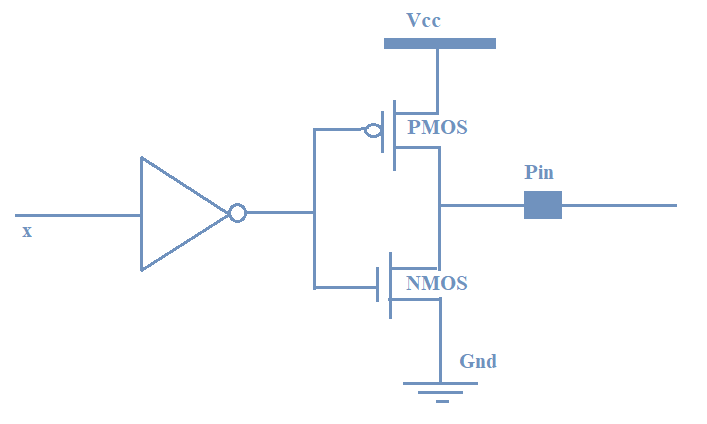 Vcc
PMOS
Pin
x
NMOS
Gnd